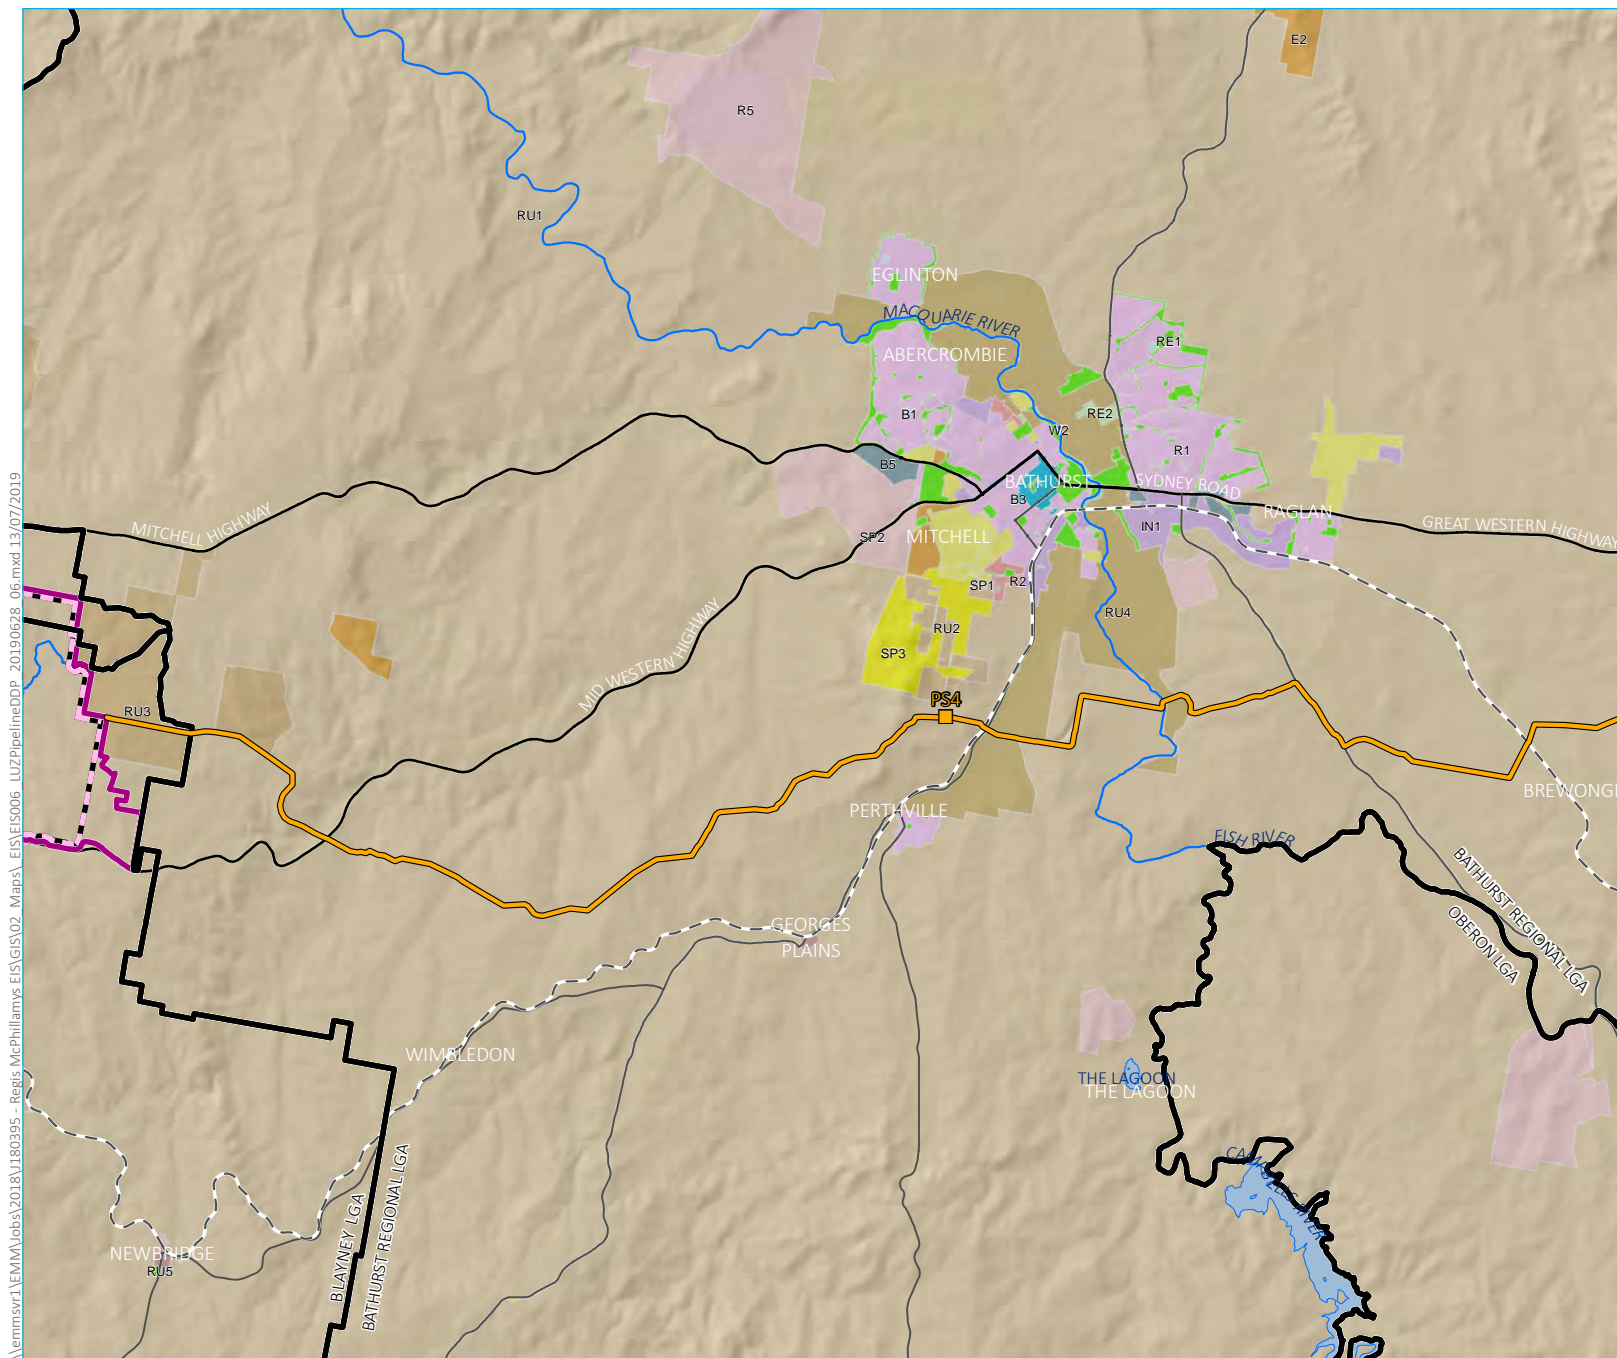 E2
R5
RU1
EGLINTON
MACQUARIE RIVER
RE1
ABERCROMBIE
B1
RE2
W2
R1
B5
BATHURST
SYDNEY ROAD
B3
RAGLAN
MITCHELL HIGHWAY
IN1
GREAT WESTERN HIGHWAY
SP2
MITCHELL
SP1
R2
RU4
RU2
MID WESTERN HIGHWAY
SP3
PS4
RU3
BREWONG
PERTHVILLE
FISH RIVER
BATHURST REGIONAL LGA
OBERON LGA
GEORGES
PLAINS
WIMBLEDON
THE LAGOON
THE LAGOON
CAMPBELLS RIVER
NEWBRIDGE
RU5
BLAYNEY LGA
BATHURST REGIONAL LGA
\\emmsvr1\EMM\Jobs\2018\J180395 - Regis McPhillamys EIS\GIS\02_Maps\_EIS\EIS006_LUZPipelineDDP_20190628_06.mxd 13/07/2019